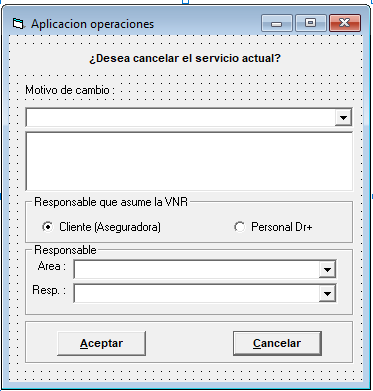 Aplicacion operaciones
¿Desea cancelar el servicio actual?
Motivo de cambio :
Responsable que asume la VNR
Cliente (Aseguradora) Personal Dr+
Responsable
Area :
Resp. :
Aceptar Cancelar